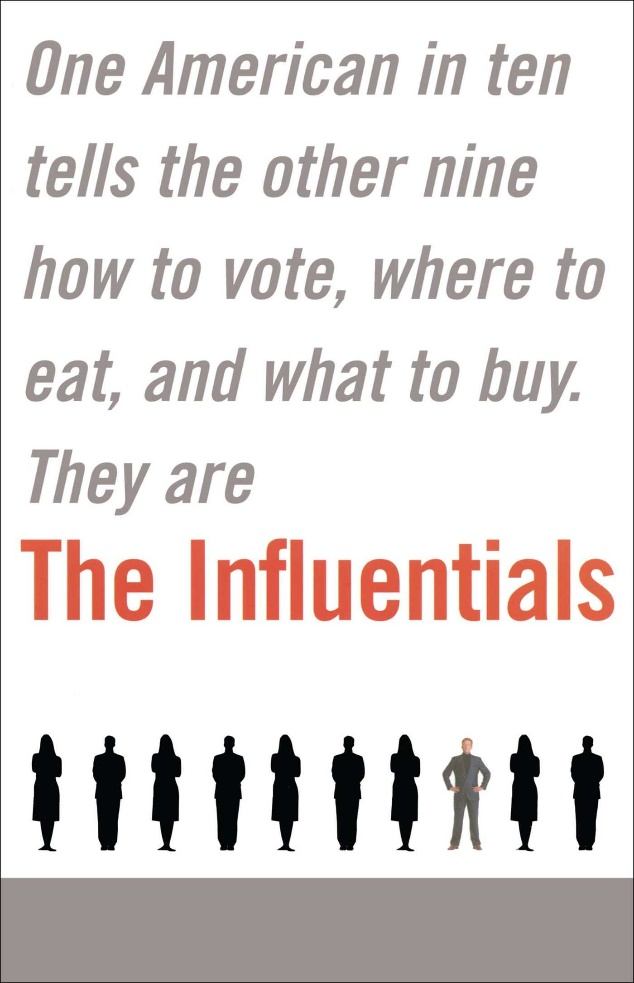 One American in ten
tells the other nine
how to vote, where to
eat, and what to buy.
They are
The Influentials